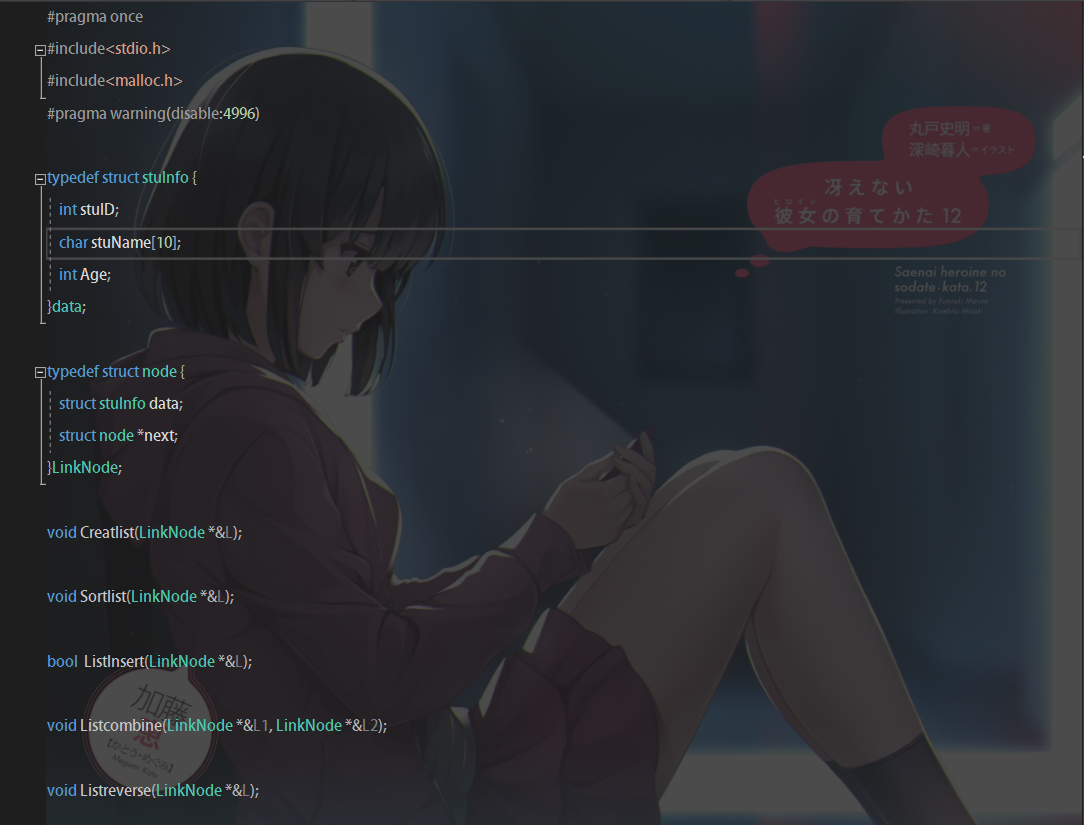 #pragma once
#include<stdio.h>
#include<malloc.h>
#pragma warning(disable:4996)
typedef struct stuInfo {
int stuID;
char stuName[10];
int Age;
}data;
typedef struct node {
struct stuInfo data;
struct node *next;
}LinkNode;
void Creatlist(LinkNode *&L);
void Sortlist(LinkNode *&L);
bool  ListInsert(LinkNode *&L);
void Listcombine(LinkNode *&L1, LinkNode *&L2);
void Listreverse(LinkNode *&L);
丸戸史明=著
深崎暮人=イラスト
冴えない
ヒロイン
彼女の育てかた 12
Saenai heroine no
sodate-kata.12
Presented by Fumiaki Maruto
Illustration: Kurehito Misaki
加藤
恵
【かとう・めぐみ】
Megumi Kato